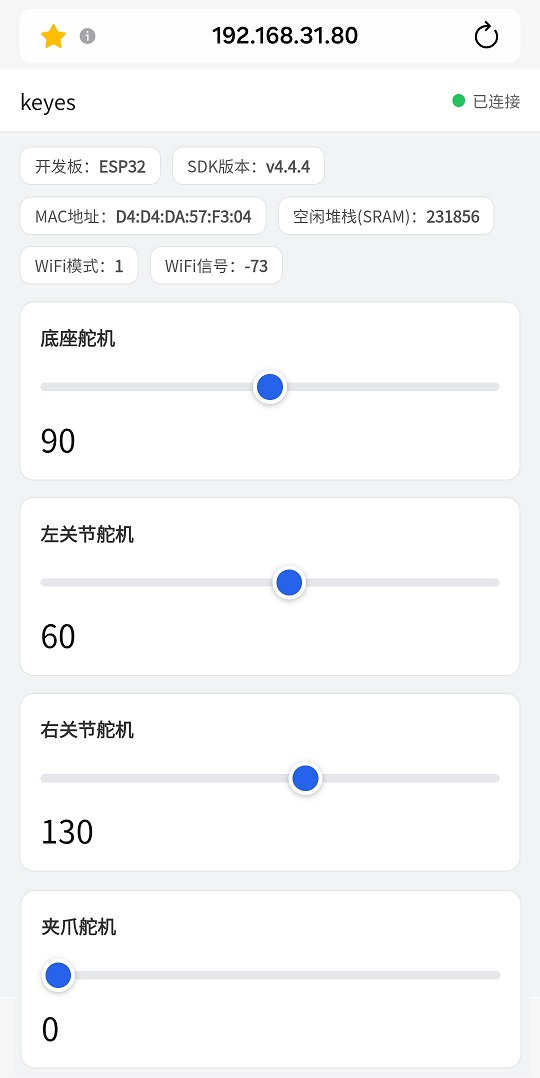 192.168.31.80
keyes
已连接
开发板：ESP32
SDK版本：v4.4.4
MAC地址：D4:D4:DA:57:F3:04
空闲堆栈(SRAM)：231856
WiFi模式：1
WiFi信号：-73
底座舵机
90
左关节舵机
60
右关节舵机
130
夹爪舵机
0